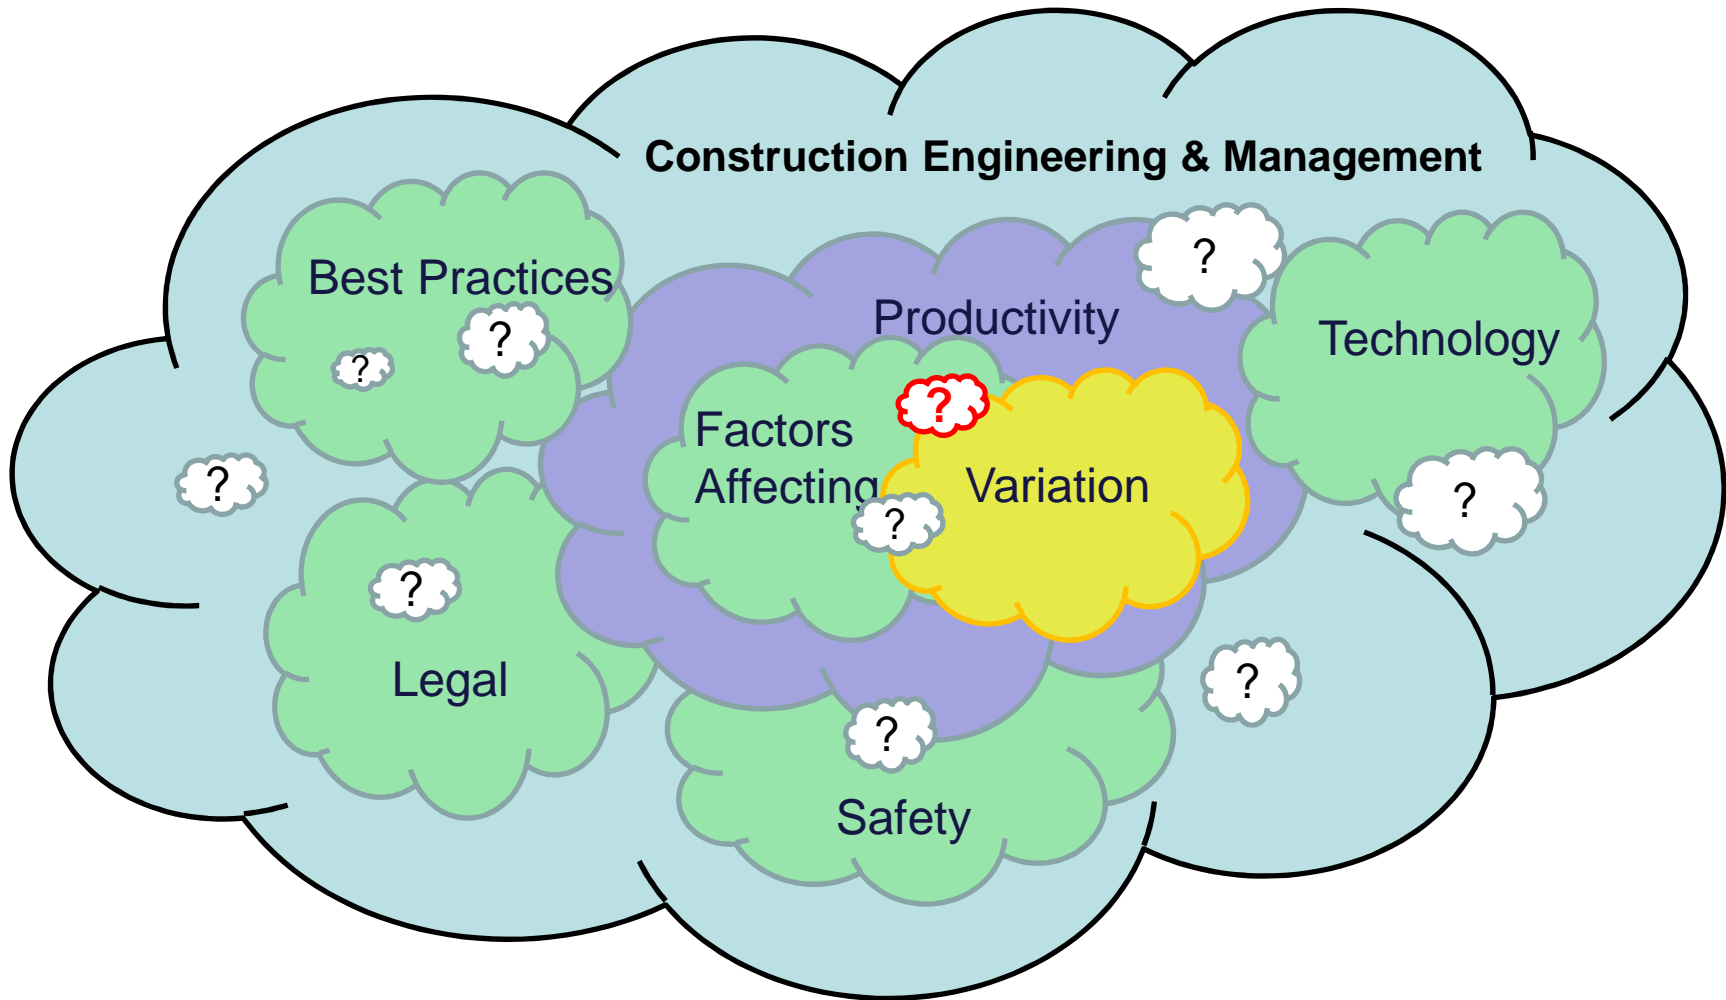 Construction Engineering & Management
?
Best Practices
Productivity
?
Technology
?
?
Factors
Affecting
Variation
?
?
?
?
?
Legal
?
?
Safety